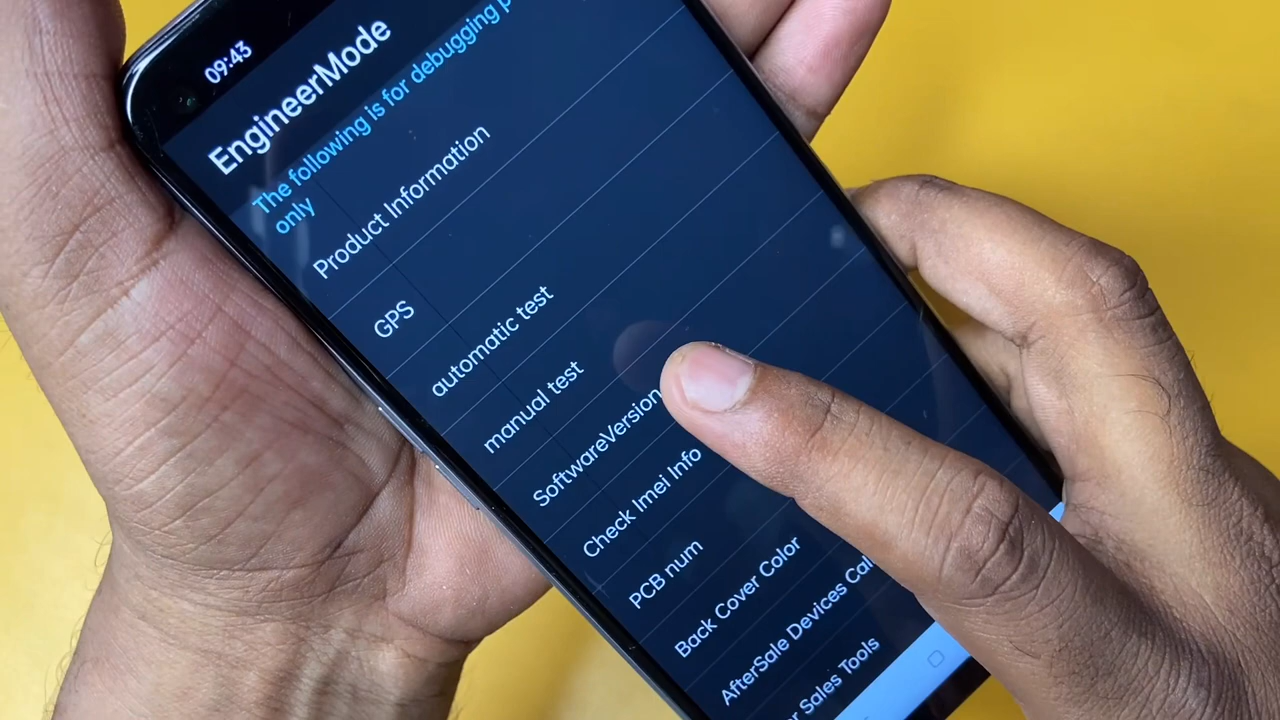 09:43
EngineerMode
The following is for debugging
only
Product Information
GPS
automatic test
manual test
SoftwareVersion
Check Imei Info
PCB num
Back Cover Color
AfterSale Devices
Sales Tools